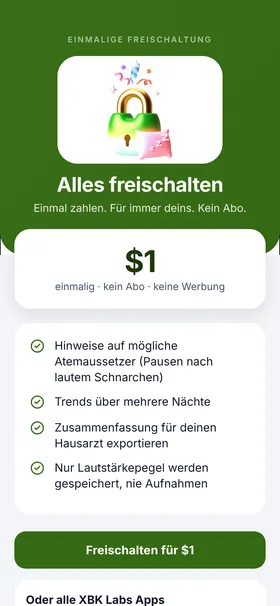 EINMALIGE FREISCHALTUNG
Alles freischalten
Einmal zahlen. Für immer deins. Kein Abo.
$1
einmalig · kein Abo · keine Werbung
Hinweise auf mögliche
Atemaussetzer (Pausen nach
lautem Schnarchen)
Trends über mehrere Nächte
Zusammenfassung für deinen
Hausarzt exportieren
Nur Lautstärkepegel werden
gespeichert, nie Aufnahmen
Freischalten für $1
Oder alle XBK Labs Apps